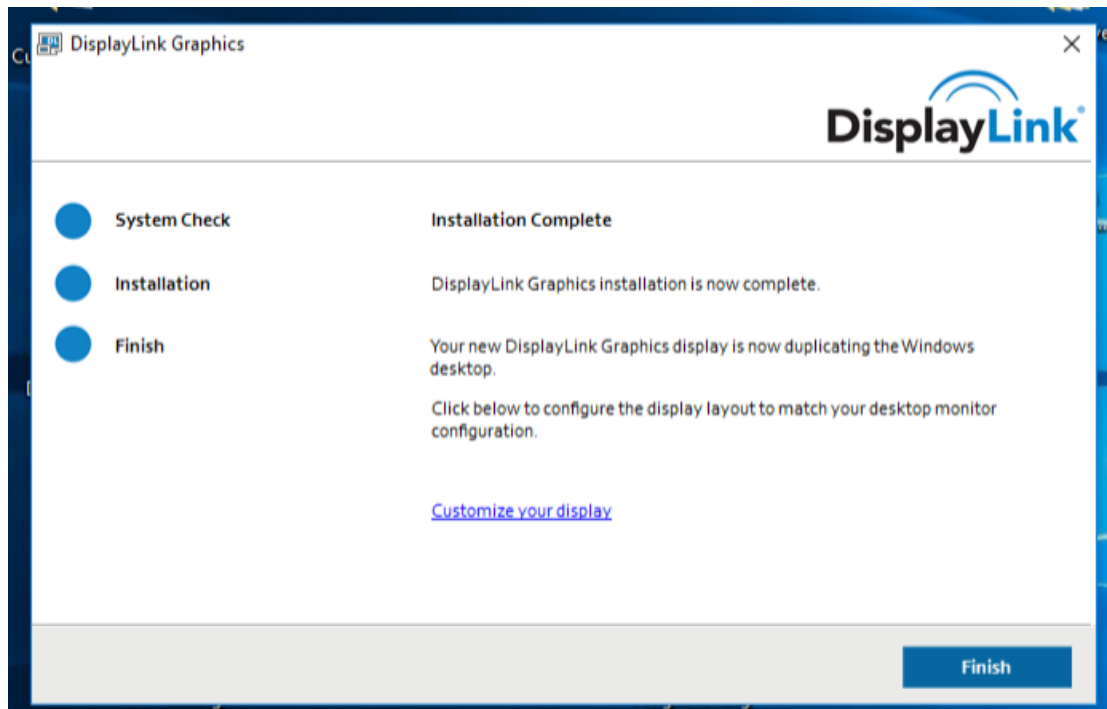 DisplayLink Graphics
DisplayLink®
System Check
Installation Complete
Installation
DisplayLink Graphics installation is now complete.
Finish
Your new DisplayLink Graphics display is now duplicating the Windows
desktop.
Click below to configure the display layout to match your desktop monitor
configuration.
Customize your display
Finish